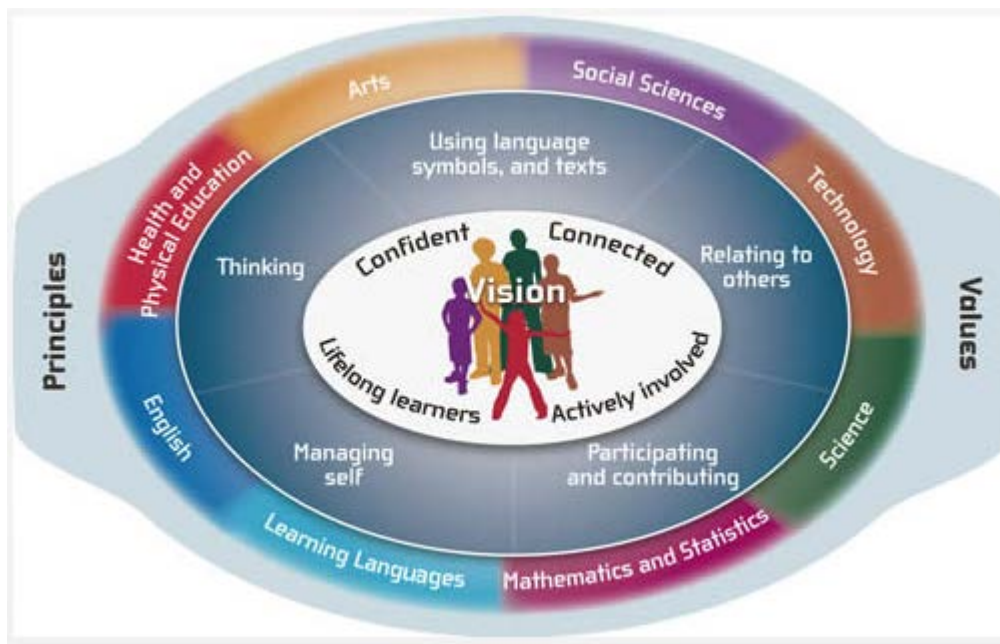 Principles
Values
Arts
Social Sciences
Technology
Science
Mathematics and Statistics
Learning Languages
English
Health and
Physical Education
Using language
symbols, and texts
Relating to
others
Participating
and contributing
Managing
self
Thinking
Confident
Connected
Vision
Lifelong learners
Actively involved